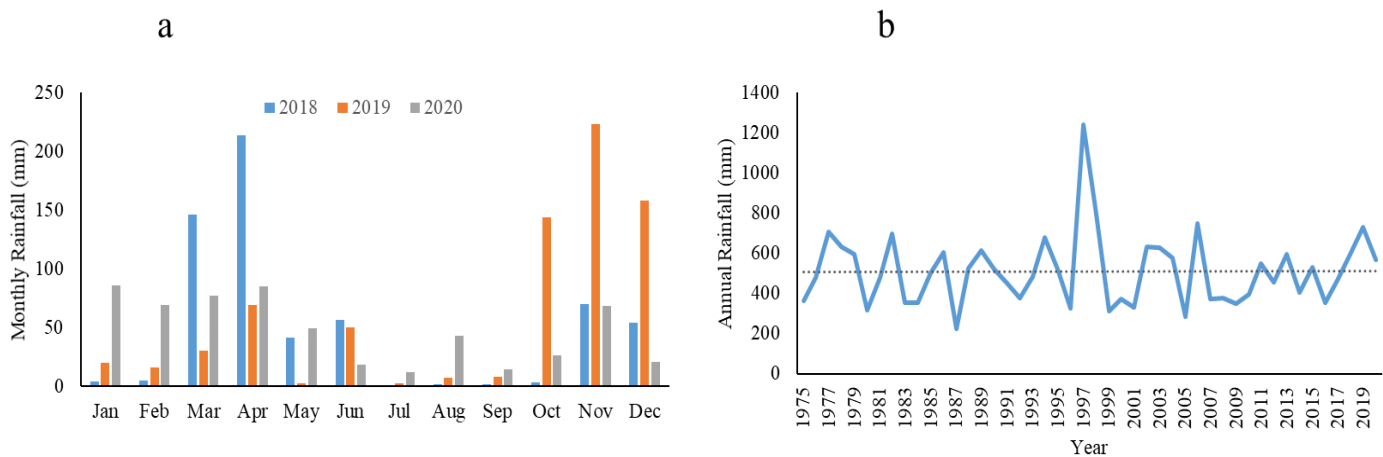 a
b
Monthly Rainfall (mm)
250
200
150
100
50
0
2018 2019 2020
Jan Feb Mar Apr May Jun Jul Aug Sep Oct Nov Dec
Annual Rainfall (mm)
1400
1200
1000
800
600
400
200
0
1975 1977 1979 1981 1983 1985 1987 1989 1991 1993 1995 1997 1999 2001 2003 2005 2007 2009 2011 2013 2015 2017 2019
Year